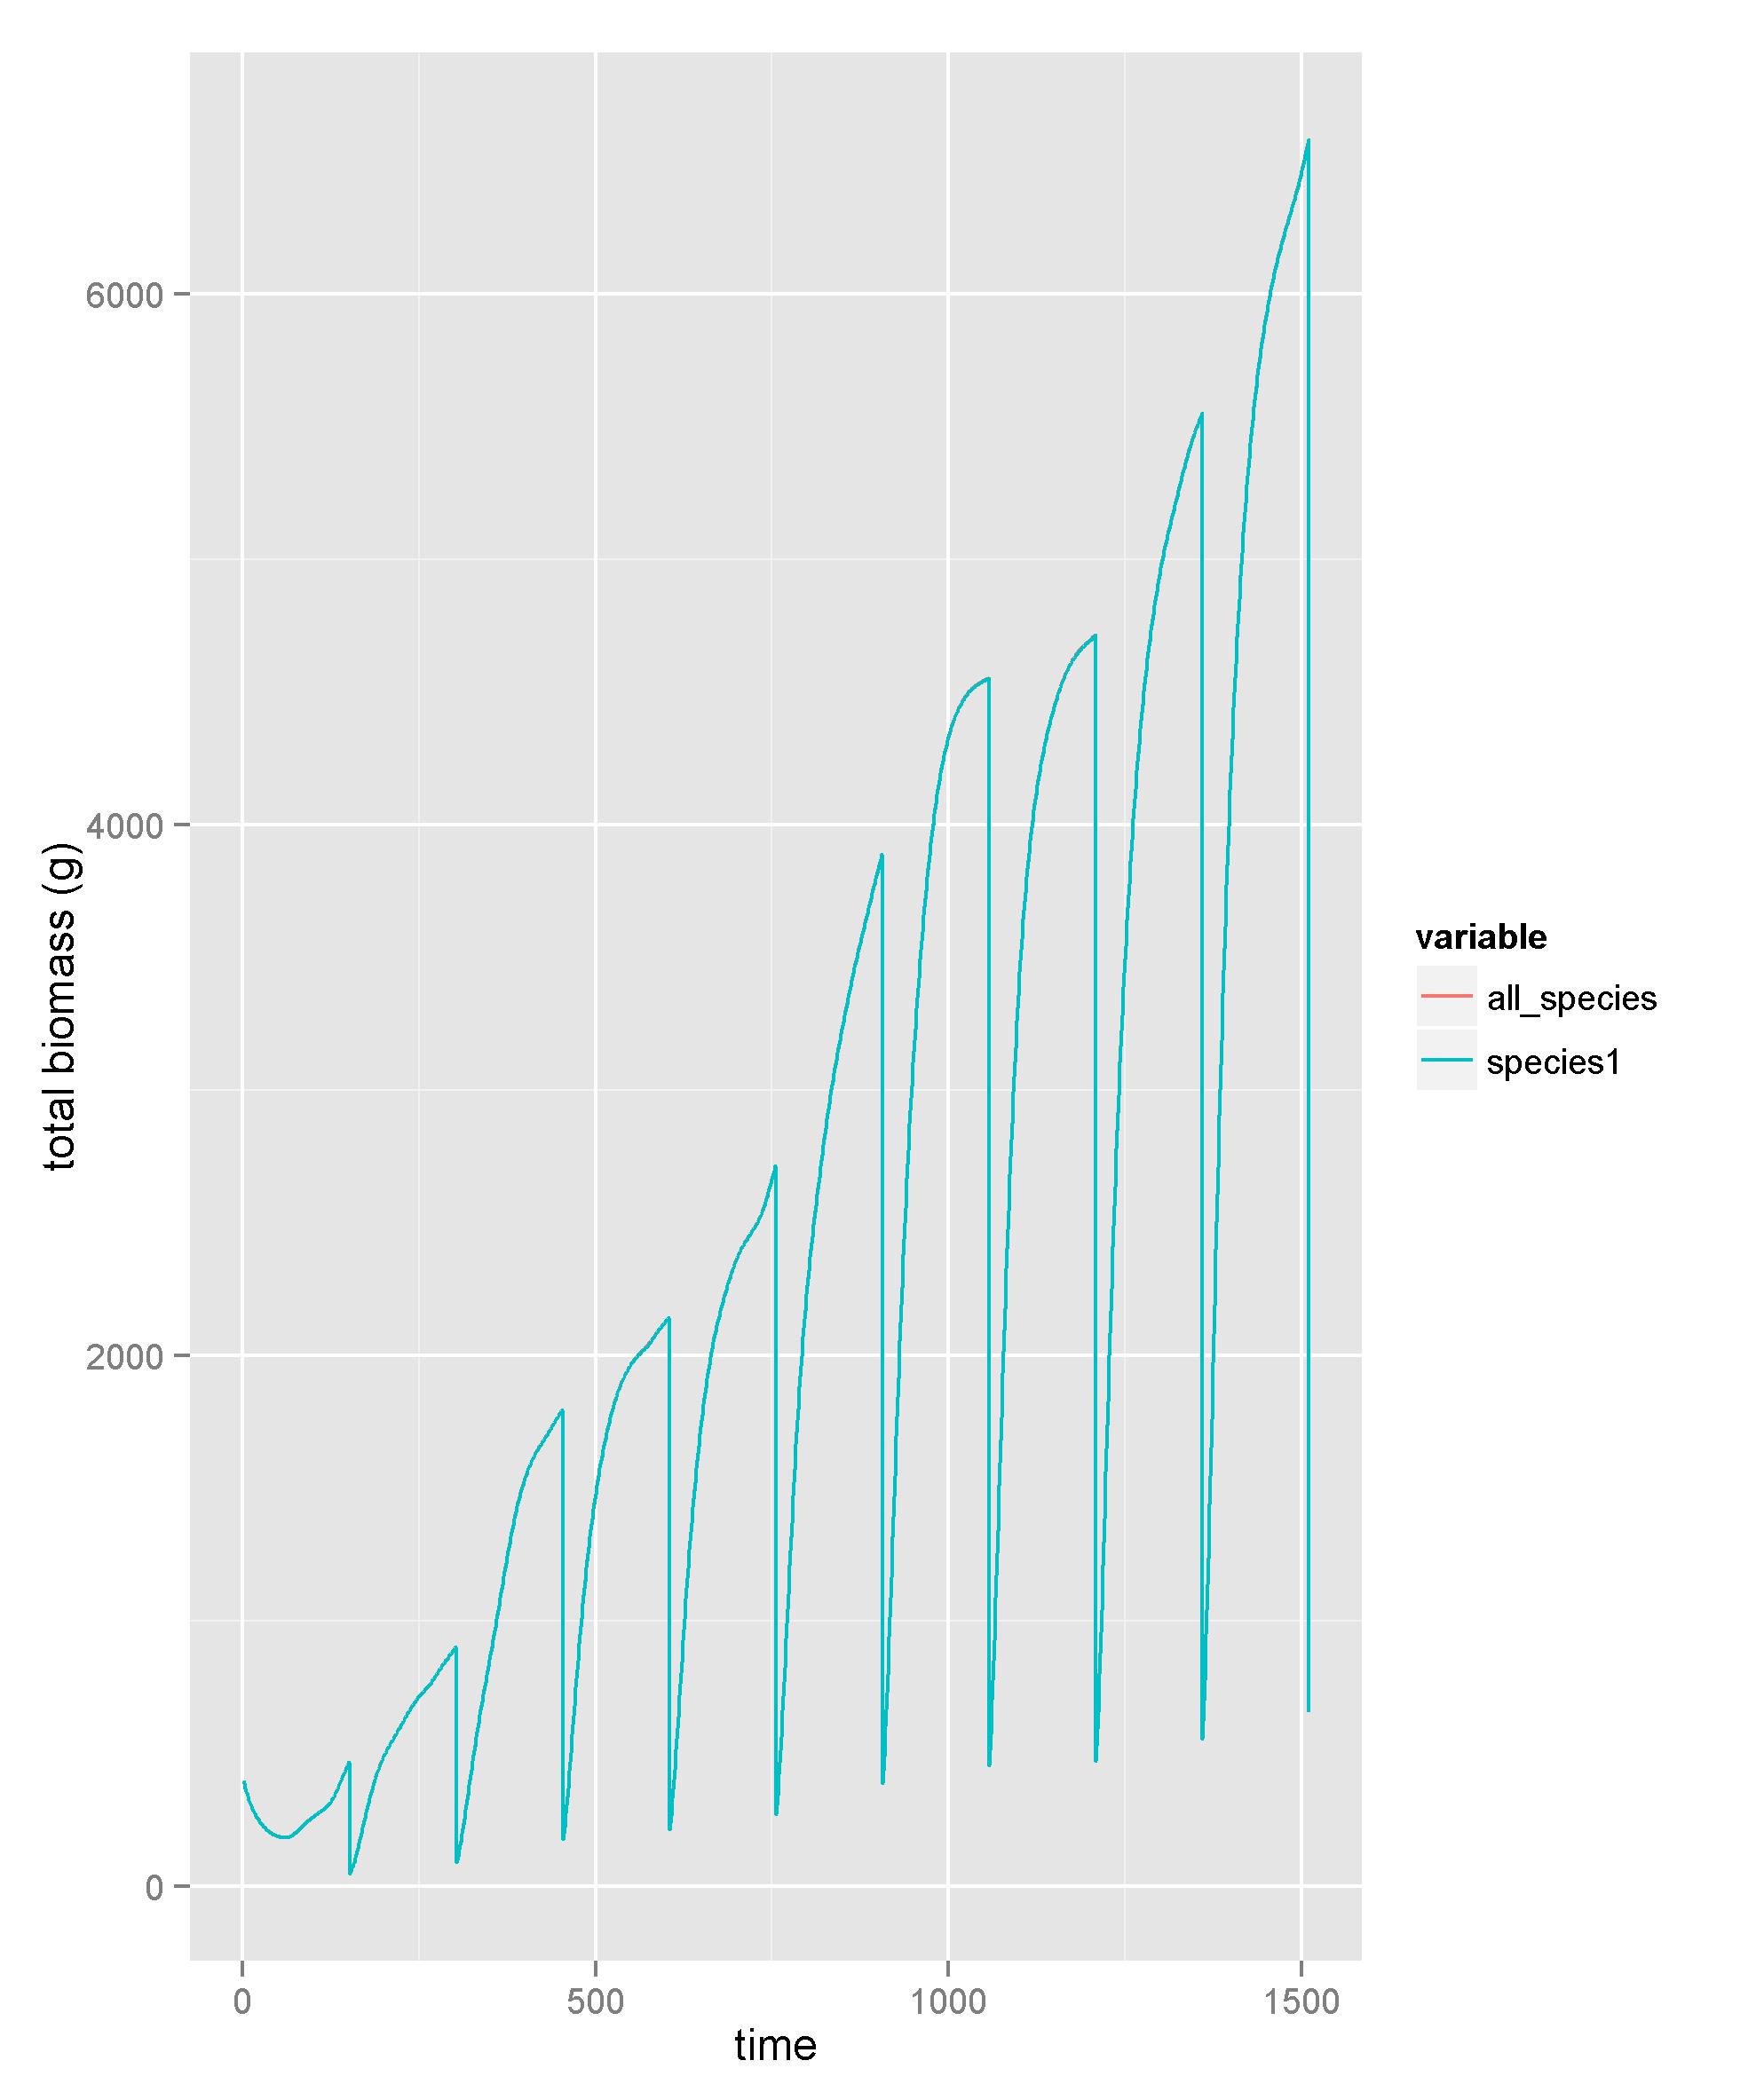 total biomass (g)
6000
4000
2000
0
0 500 1000 1500
time
variable
all_species
species1